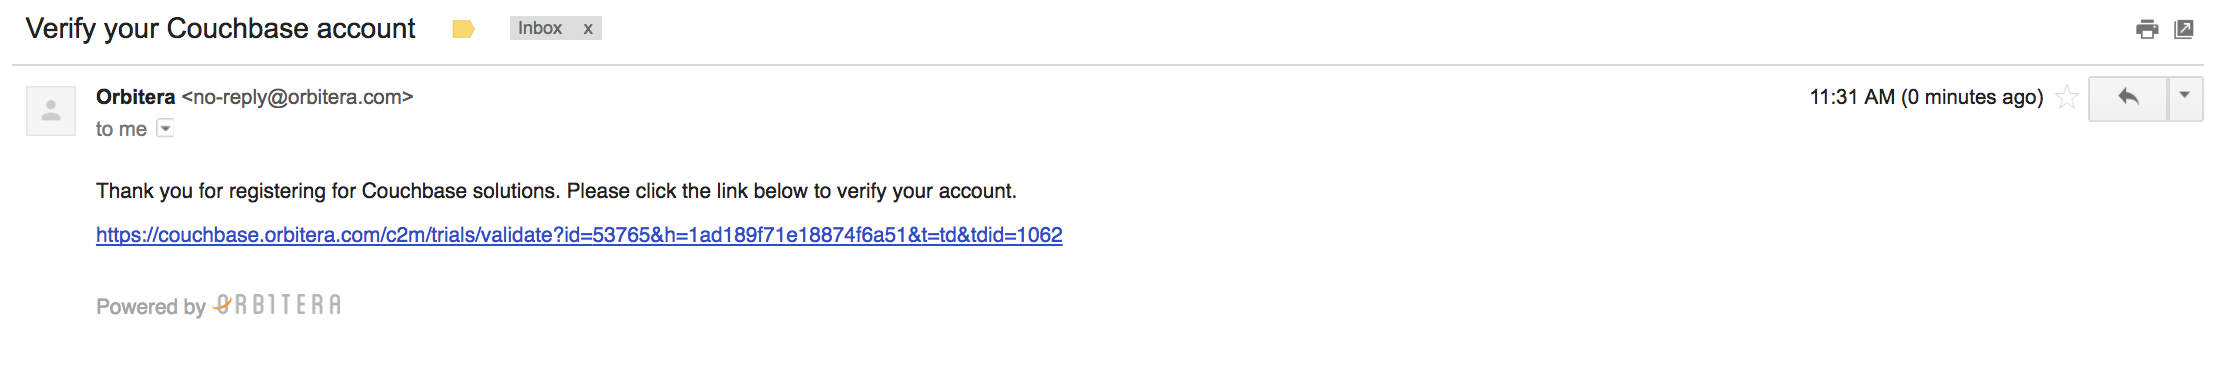 Verify your Couchbase account Inbox x
Orbitera <no-reply@orbitera.com> 11:31 AM (0 minutes ago)
to me
Thank you for registering for Couchbase solutions. Please click the link below to verify your account.
https://couchbase.orbitera.com/c2m/trials/validate?id=53765&h=1ad189f71e18874f6a51&t=td&tdid=1062
Powered by ORBITERA